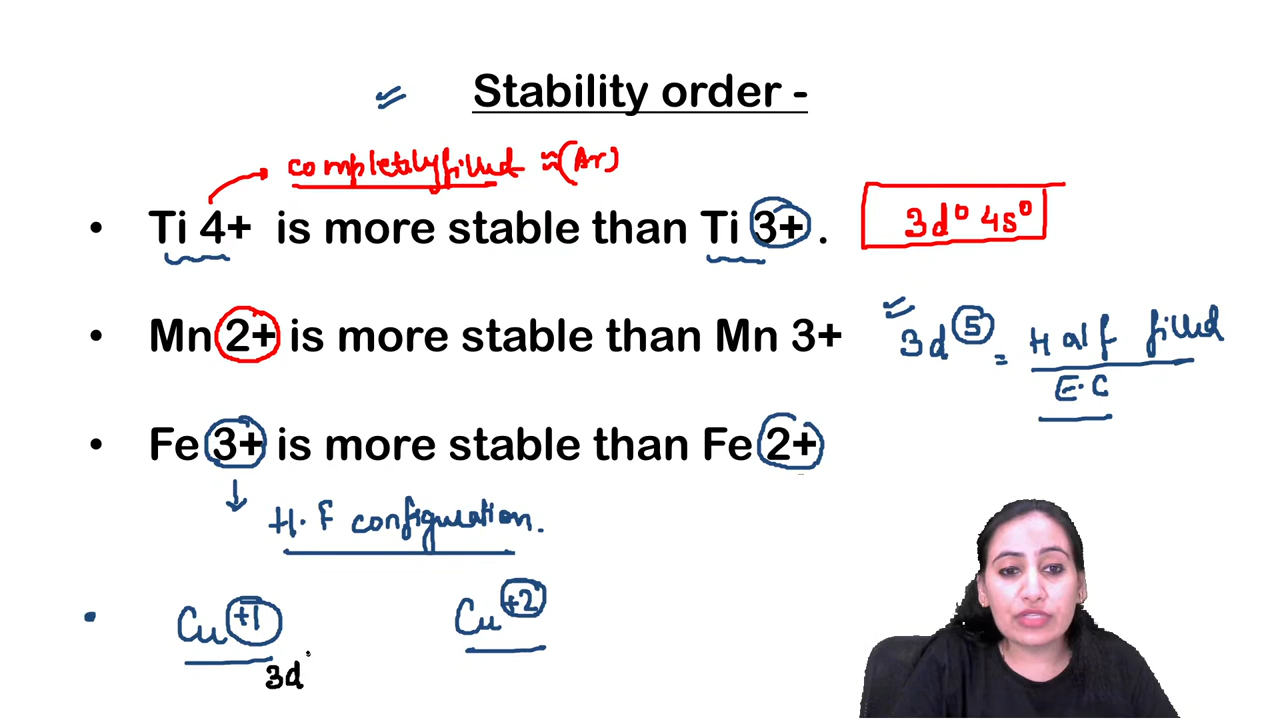 Stability order -
completelyfilled ≈(Ar)
• Ti 4+ is more stable than Ti 3+ .
3d⁰ 4s⁰
• Mn 2+ is more stable than Mn 3+
3d⁵ = Half filled
E.C
• Fe 3+ is more stable than Fe 2+
H.F configuration.
• Cu⁺¹ Cu⁺²
3d